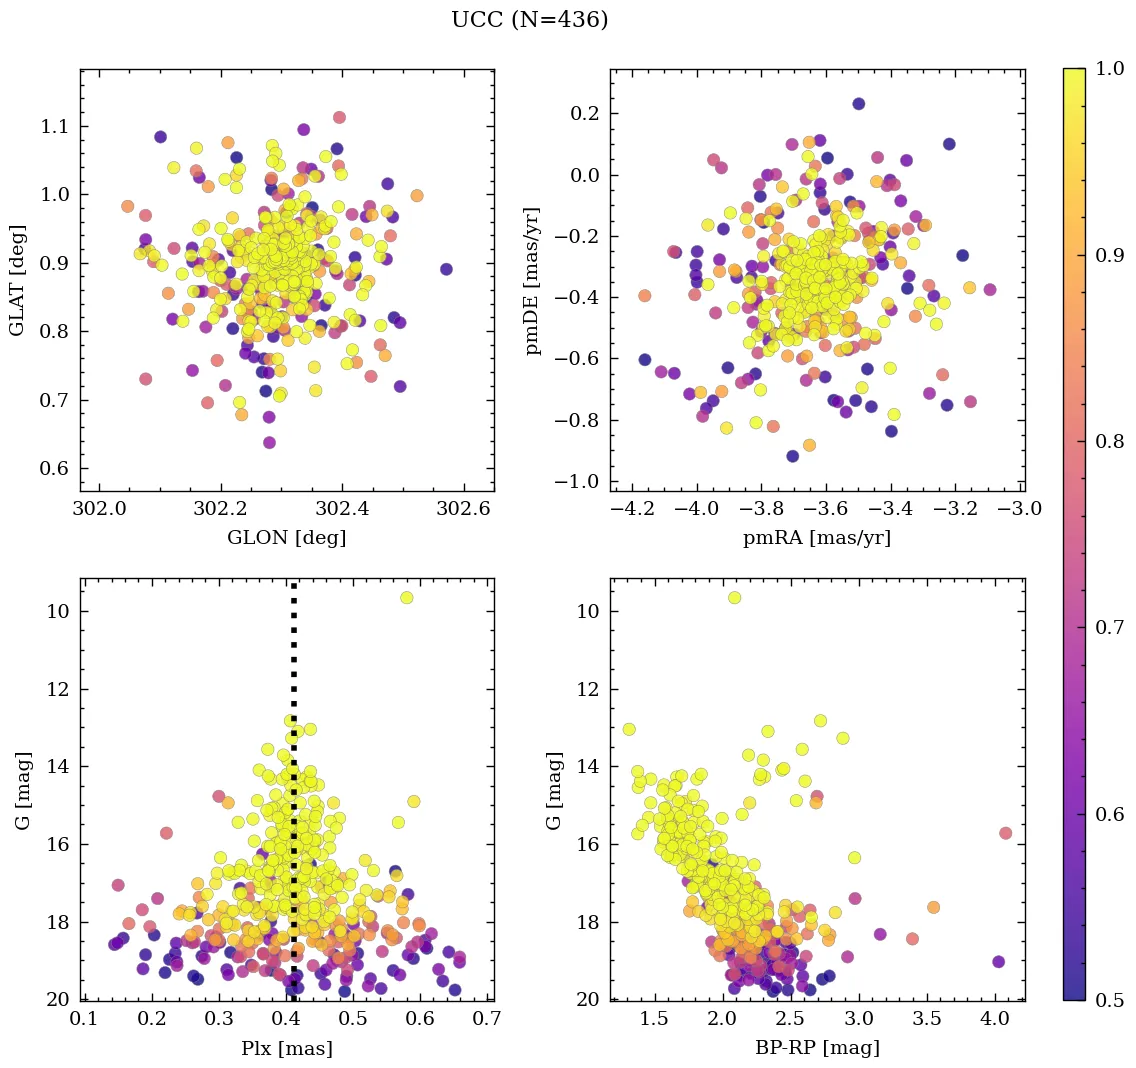 UCC (N=436)
1.1
1.0
0.9
0.8
0.7
0.6
GLAT [deg]
302.0 302.2 302.4 302.6
GLON [deg]
0.2
0.0
−0.2
−0.4
−0.6
−0.8
−1.0
pmDE [mas/yr]
−4.2 −4.0 −3.8 −3.6 −3.4 −3.2 −3.0
pmRA [mas/yr]
10
12
14
16
18
20
G [mag]
0.1 0.2 0.3 0.4 0.5 0.6 0.7
Plx [mas]
10
12
14
16
18
20
G [mag]
1.5 2.0 2.5 3.0 3.5 4.0
BP-RP [mag]
1.0
0.9
0.8
0.7
0.6
0.5